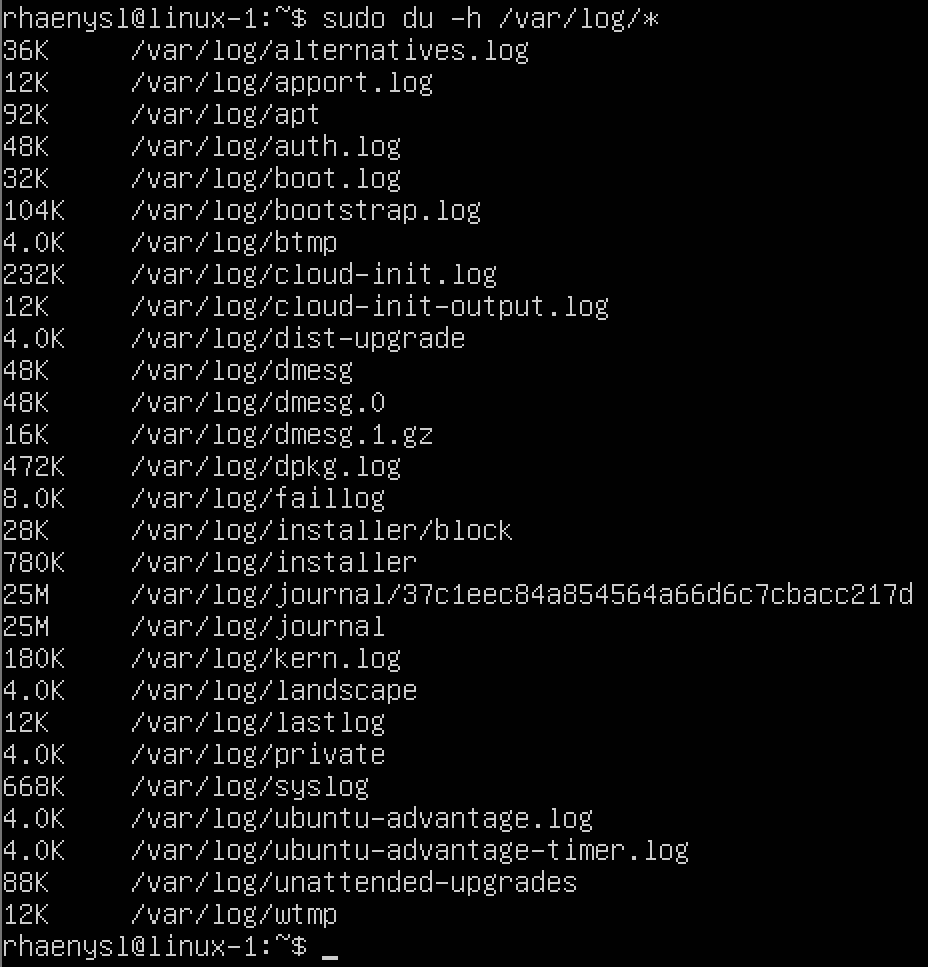 rhaenysl@linux-1:~$ sudo du -h /var/log/*
36K	/var/log/alternatives.log
12K	/var/log/apport.log
92K	/var/log/apt
48K	/var/log/auth.log
32K	/var/log/boot.log
104K	/var/log/bootstrap.log
4.0K	/var/log/btmp
232K	/var/log/cloud-init.log
12K	/var/log/cloud-init-output.log
4.0K	/var/log/dist-upgrade
48K	/var/log/dmesg
48K	/var/log/dmesg.0
16K	/var/log/dmesg.1.gz
472K	/var/log/dpkg.log
8.0K	/var/log/faillog
28K	/var/log/installer/block
780K	/var/log/installer
25M	/var/log/journal/37c1eec84a854564a66d6c7cbacc217d
25M	/var/log/journal
180K	/var/log/kern.log
4.0K	/var/log/landscape
12K	/var/log/lastlog
4.0K	/var/log/private
668K	/var/log/syslog
4.0K	/var/log/ubuntu-advantage.log
4.0K	/var/log/ubuntu-advantage-timer.log
88K	/var/log/unattended-upgrades
12K	/var/log/wtmp
rhaenysl@linux-1:~$ _